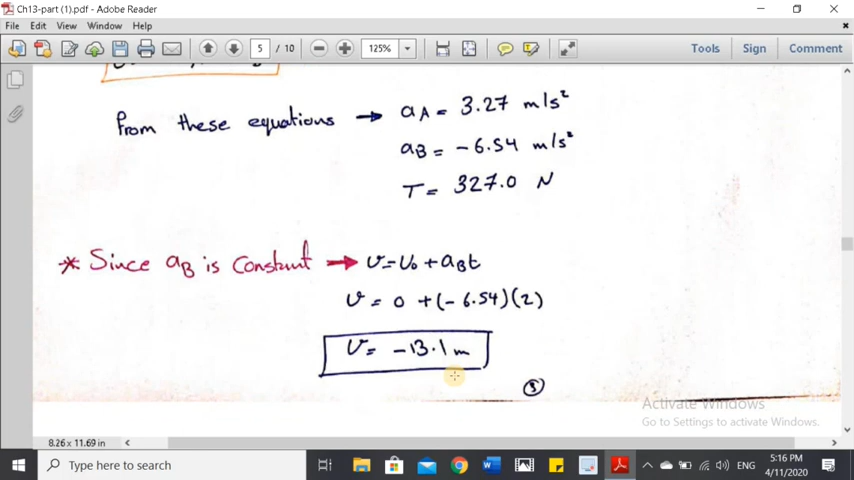 Ch13-part (1).pdf - Adobe Reader
File Edit View Window Help
5 / 10 125% Tools Sign Comment
From these equations → aA = 3.27 m/s²
aB = -6.54 m/s²
T = 327.0 N
* Since aB is Constant → v = v₀ + aBt
v = 0 + (-6.54)(2)
v = -13.1 m
5
Activate Windows
Go to Settings to activate Windows.
8.26 x 11.69 in
Type here to search
ENG
5:16 PM
4/11/2020